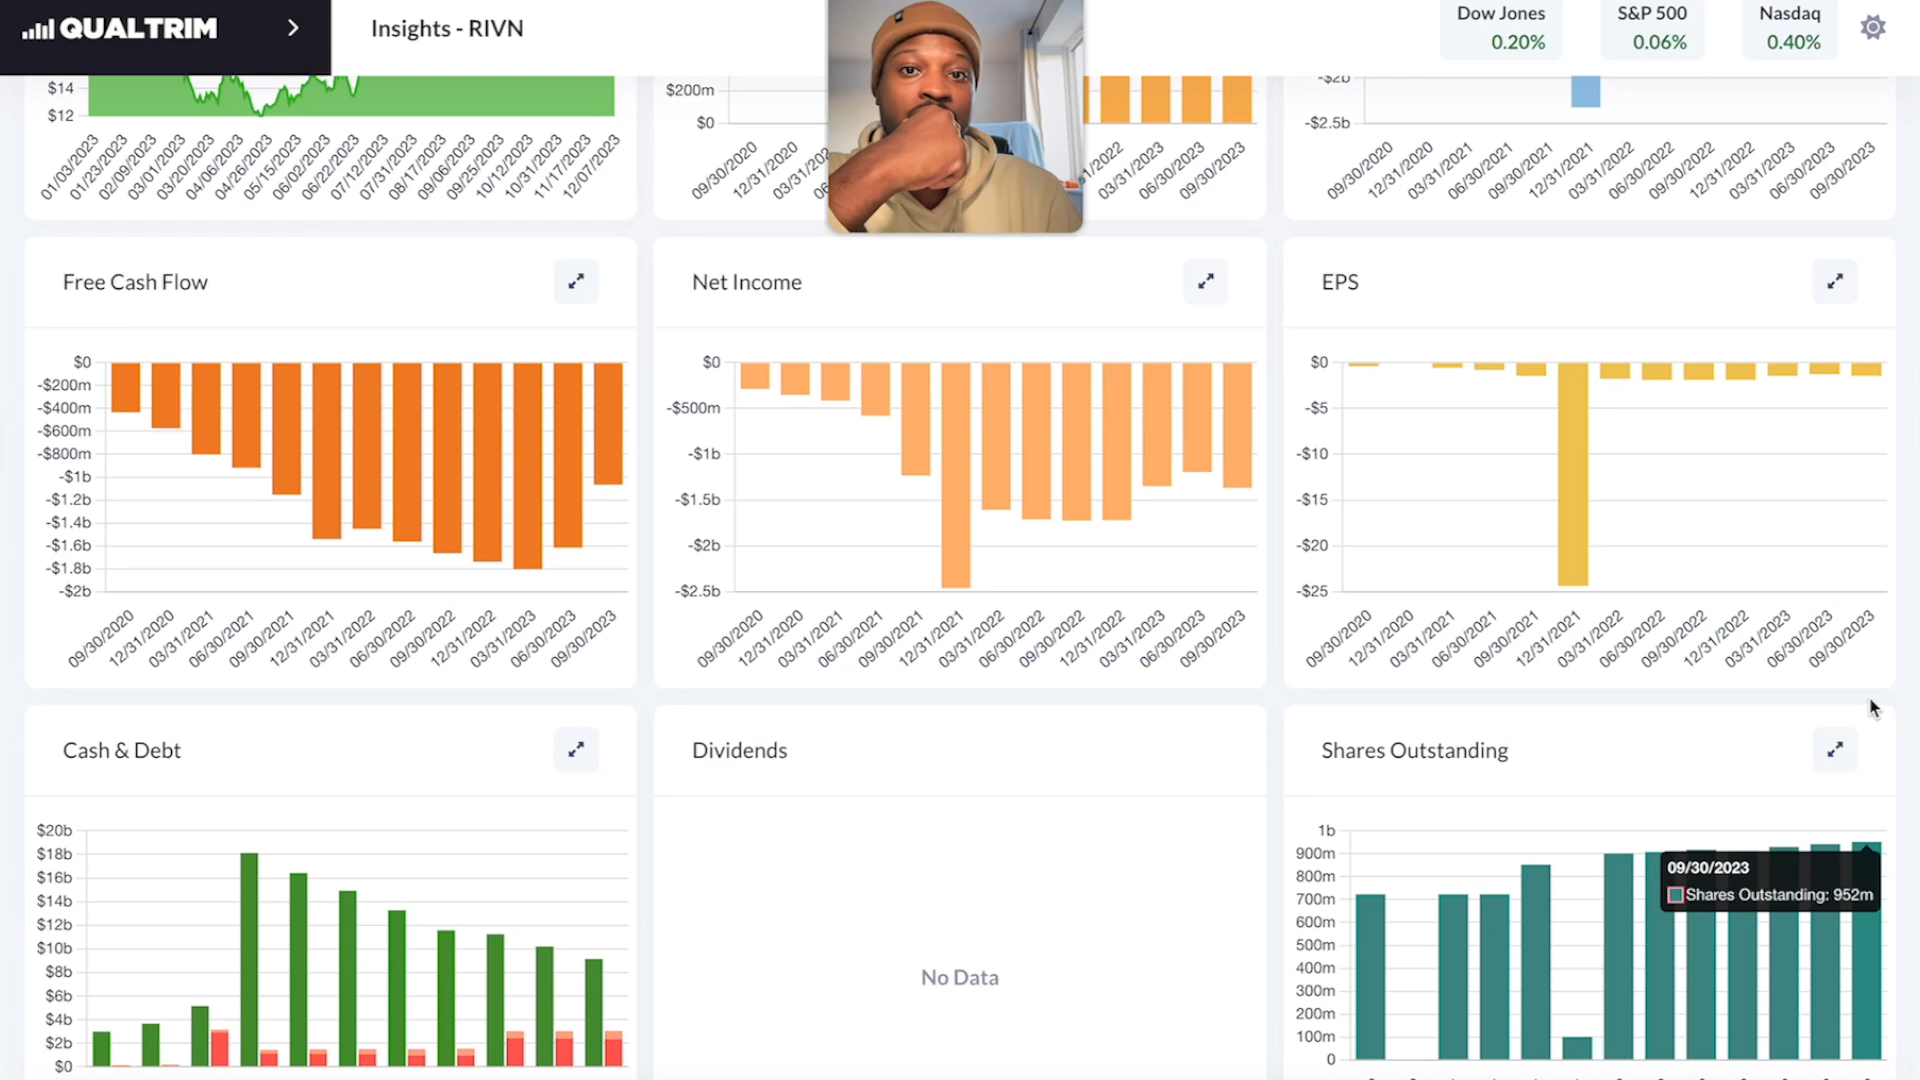 QUALTRIM
Insights - RIVN
Dow Jones
0.20%
S&P 500
0.06%
Nasdaq
0.40%
$14
$12
01/03/2023
01/23/2023
02/09/2023
03/01/2023
03/20/2023
04/06/2023
04/26/2023
05/15/2023
06/02/2023
06/22/2023
07/12/2023
07/31/2023
08/17/2023
09/06/2023
09/25/2023
10/12/2023
10/31/2023
11/17/2023
12/07/2023
$200m
$0
09/30/2020
12/31/2020
03/31/202
31/2022
03/31/2023
06/30/2023
09/30/2023
-$2b
-$2.5b
09/30/2020
12/31/2020
03/31/2021
06/30/2021
09/30/2021
12/31/2021
03/31/2022
06/30/2022
09/30/2022
12/31/2022
03/31/2023
06/30/2023
09/30/2023
Free Cash Flow
$0
-$200m
-$400m
-$600m
-$800m
-$1b
-$1.2b
-$1.4b
-$1.6b
-$1.8b
-$2b
09/30/2020
12/31/2020
03/31/2021
06/30/2021
09/30/2021
12/31/2021
03/31/2022
06/30/2022
09/30/2022
12/31/2022
03/31/2023
06/30/2023
09/30/2023
Net Income
$0
-$500m
-$1b
-$1.5b
-$2b
-$2.5b
09/30/2020
12/31/2020
03/31/2021
06/30/2021
09/30/2021
12/31/2021
03/31/2022
06/30/2022
09/30/2022
12/31/2022
03/31/2023
06/30/2023
09/30/2023
EPS
$0
-$5
-$10
-$15
-$20
-$25
09/30/2020
12/31/2020
03/31/2021
06/30/2021
09/30/2021
12/31/2021
03/31/2022
06/30/2022
09/30/2022
12/31/2022
03/31/2023
06/30/2023
09/30/2023
Cash & Debt
$20b
$18b
$16b
$14b
$12b
$10b
$8b
$6b
$4b
$2b
$0
Dividends
No Data
Shares Outstanding
1b
900m
800m
700m
600m
500m
400m
300m
200m
100m
0
09/30/2023
Shares Outstanding: 952m